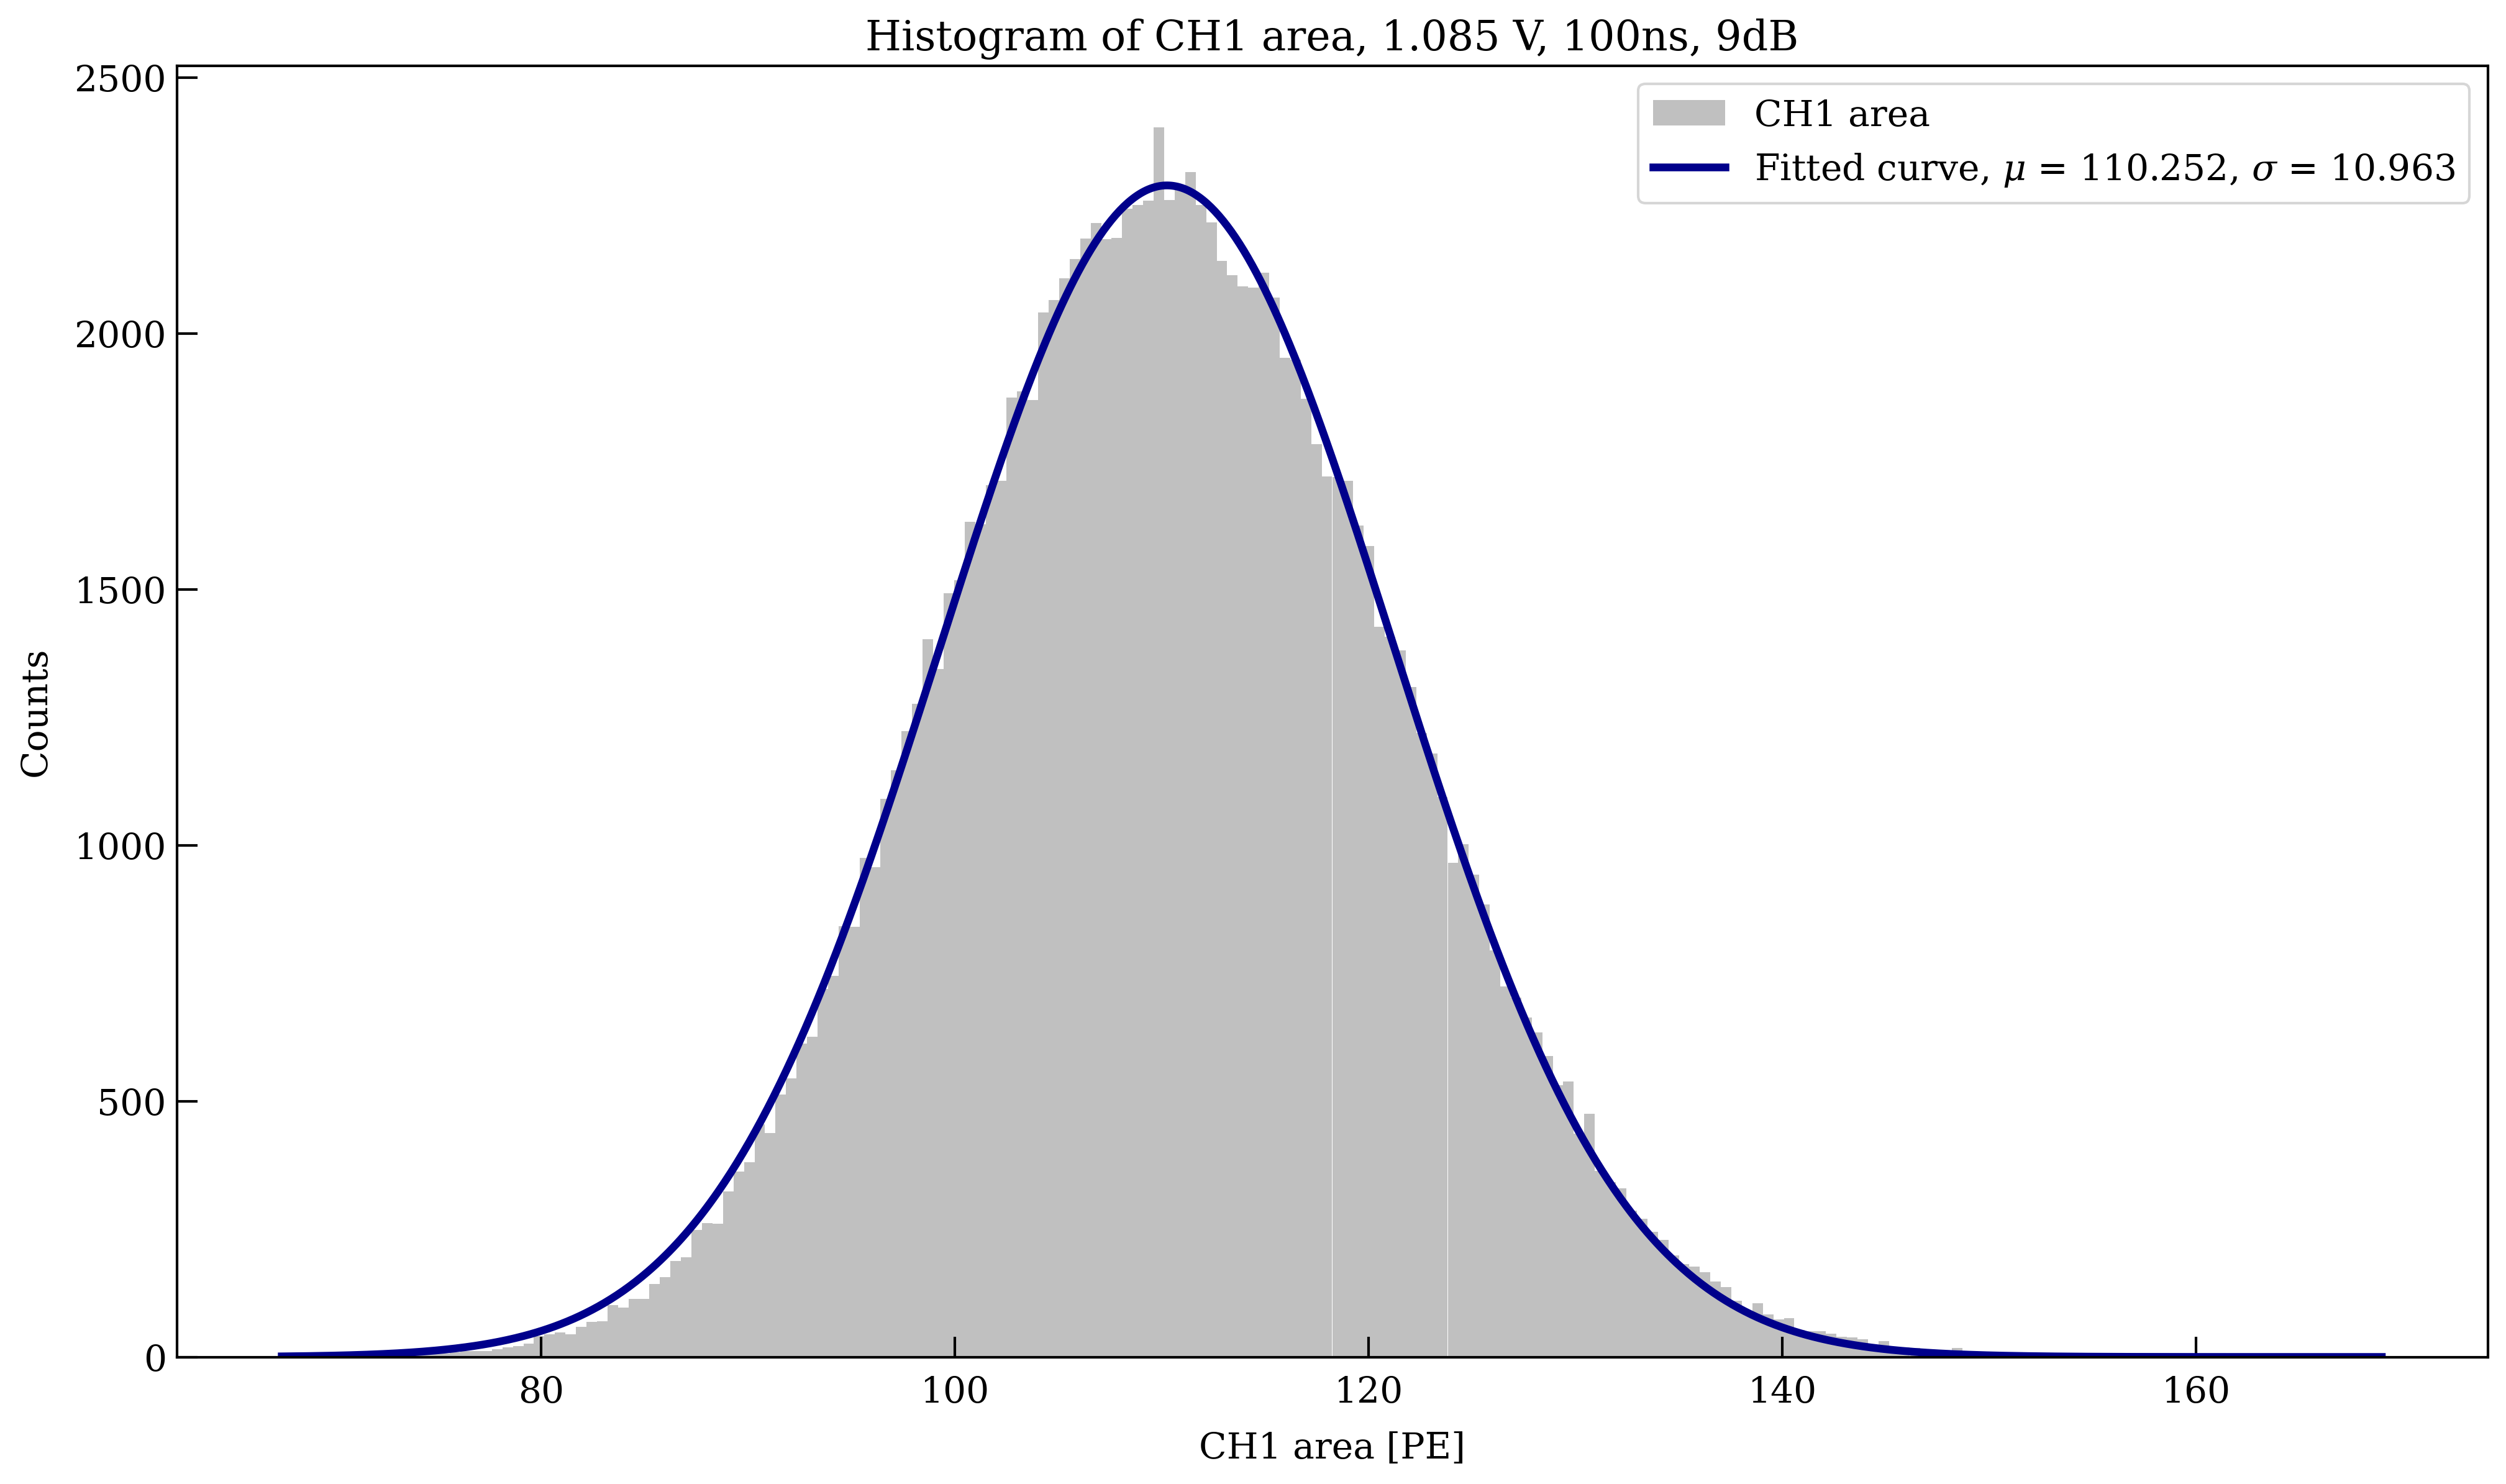 Histogram of CH1 area, 1.085 V, 100ns, 9dB
2500
2000
1500
1000
500
0
Counts
CH1 area
Fitted curve, μ = 110.252, σ = 10.963
80 100 120 140 160
CH1 area [PE]